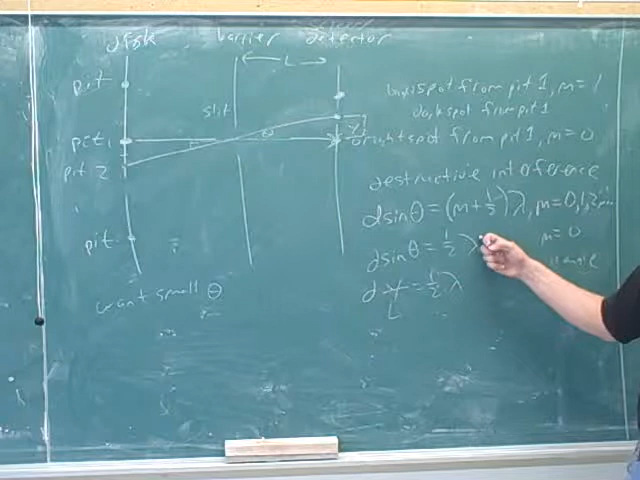 disk barrier detector
L
pit
slit
pit 1
θ
y
pit 2
pit
want small θ
bright spot from pit 1, m = 1
dark spot from pit 1
bright spot from pit 1, m = 0
destructive interference
d sin θ = (m + 1/2) λ, m = 0, 1, 2
d sin θ = 1/2 λ
m = 0
angle
d y/L = 1/2 λ